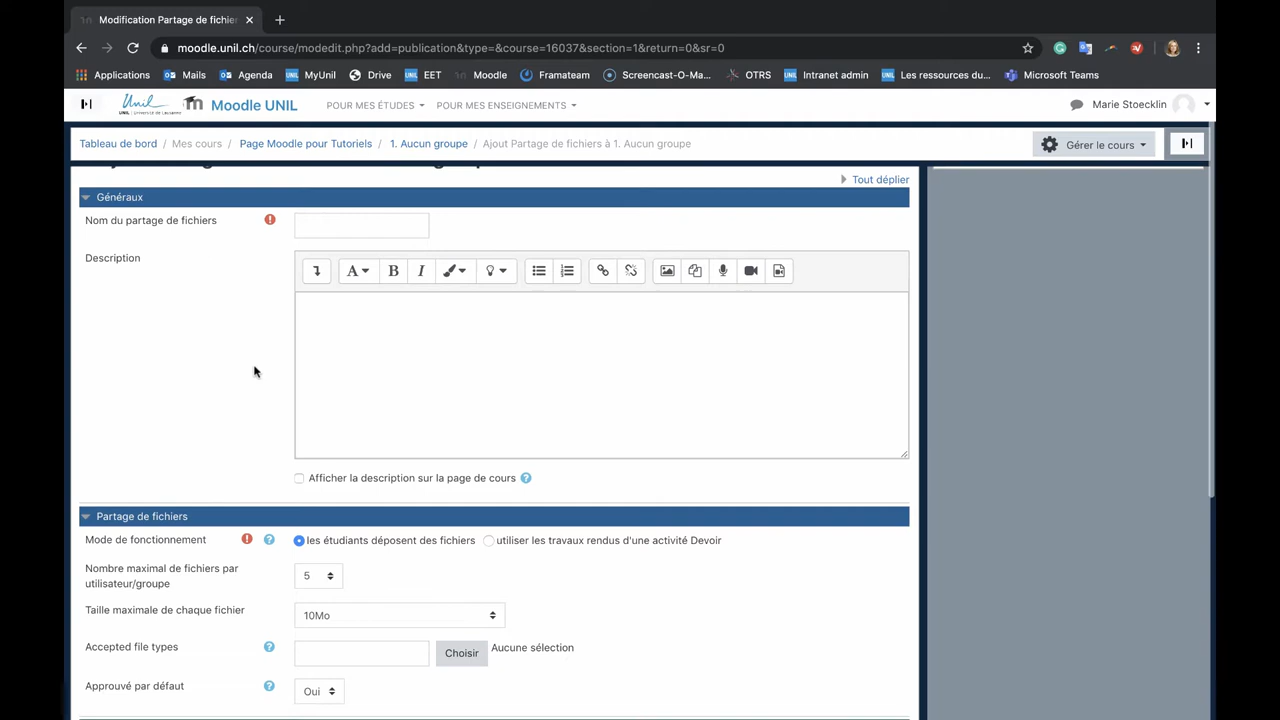 Modification Partage de fichier
moodle.unil.ch/course/modedit.php?add=publication&type=&course=16037&section=1&return=0&sr=0
Applications Mails Agenda MyUnil Drive EET Moodle Framateam Screencast-O-Ma... OTRS Intranet admin Les ressources du... Microsoft Teams
Unil
UNIL | Université de Lausanne
Moodle UNIL POUR MES ÉTUDES POUR MES ENSEIGNEMENTS Marie Stoecklin
Tableau de bord / Mes cours / Page Moodle pour Tutoriels / 1. Aucun groupe / Ajout Partage de fichiers à 1. Aucun groupe Gérer le cours
Tout déplier
Généraux
Nom du partage de fichiers
Description
A B I
Afficher la description sur la page de cours
Partage de fichiers
Mode de fonctionnement les étudiants déposent des fichiers utiliser les travaux rendus d'une activité Devoir
Nombre maximal de fichiers par
utilisateur/groupe
5
Taille maximale de chaque fichier 10Mo
Accepted file types Choisir Aucune sélection
Approuvé par défaut Oui